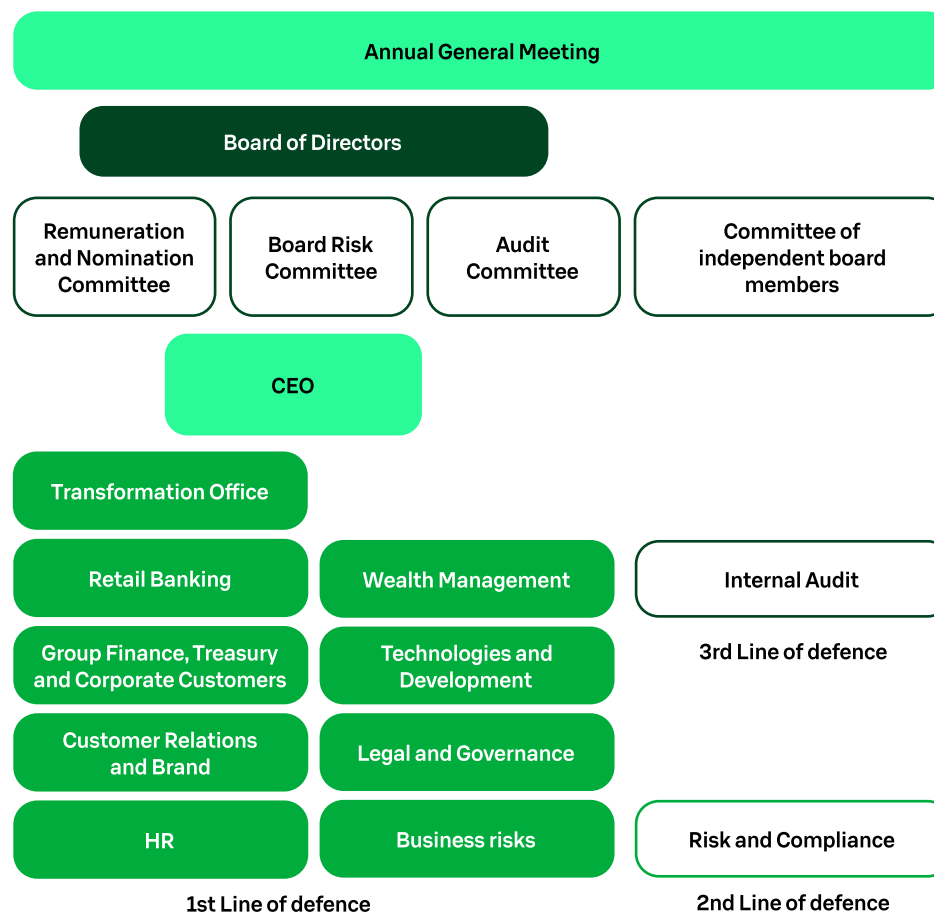 Annual General Meeting
Board of Directors
Remuneration
and Nomination
Committee
Board Risk
Committee
Audit
Committee
Committee of
independent board
members
CEO
Transformation Office
Retail Banking
Wealth Management
Internal Audit
Group Finance, Treasury
and Corporate Customers
Technologies and
Development
3rd Line of defence
Customer Relations
and Brand
Legal and Governance
HR
Business risks
Risk and Compliance
1st Line of defence
2nd Line of defence